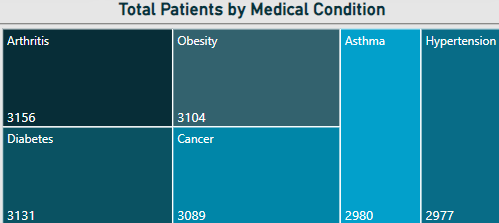 Total Patients by Medical Condition
Arthritis
3156
Obesity
3104
Asthma
2980
Hypertension
2977
Diabetes
3131
Cancer
3089